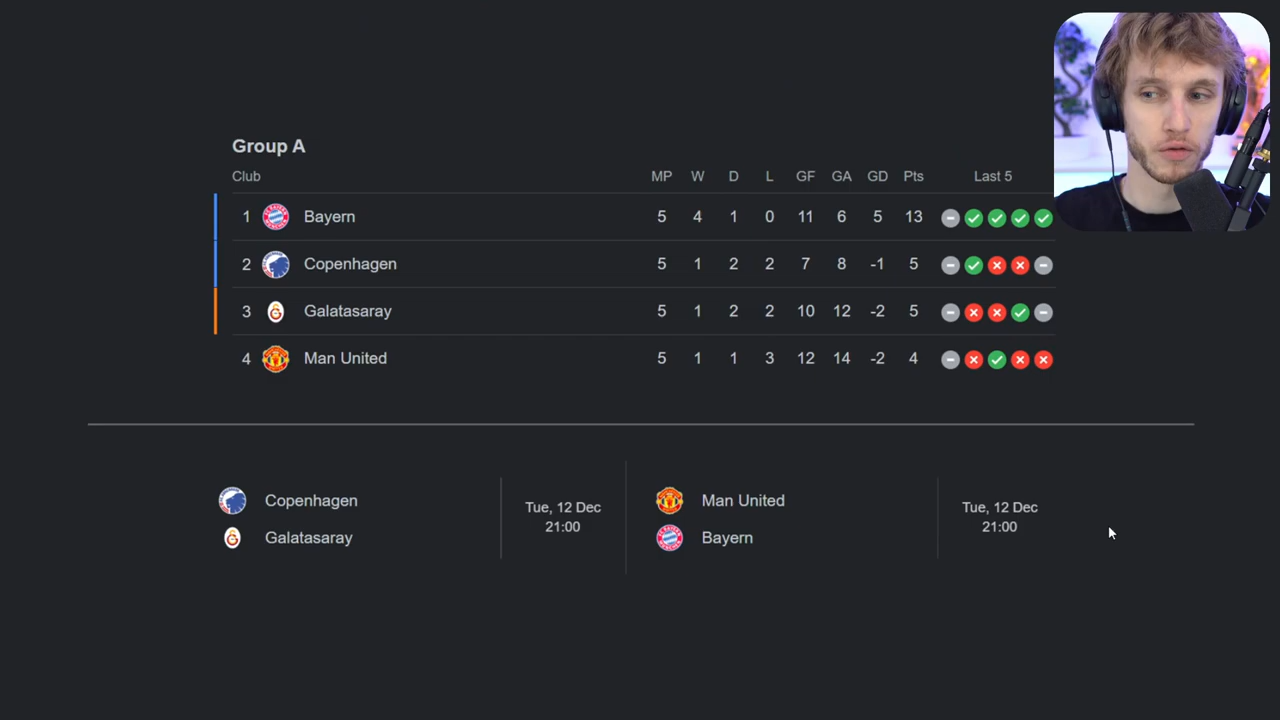 Group A
Club MP W D L GF GA GD Pts Last 5
1 Bayern 5 4 1 0 11 6 5 13
2 Copenhagen 5 1 2 2 7 8 -1 5
3 Galatasaray 5 1 2 2 10 12 -2 5
4 Man United 5 1 1 3 12 14 -2 4
Copenhagen
Galatasaray
Tue, 12 Dec
21:00
Man United
Bayern
Tue, 12 Dec
21:00